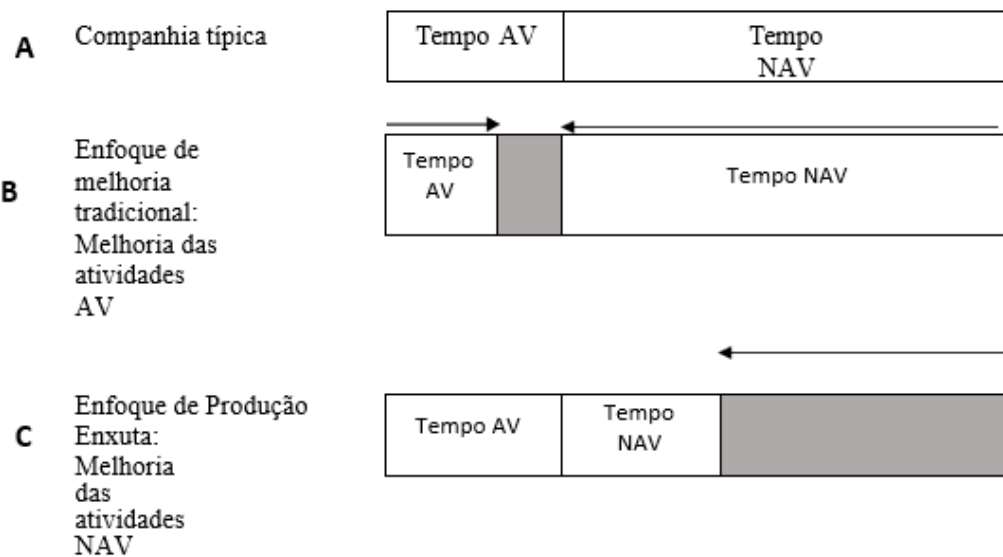 A
Companhia típica
Tempo AV
Tempo
NAV
B
Enfoque de
melhoria
tradicional:
Melhoria das
atividades
AV
Tempo
AV
Tempo NAV
C
Enfoque de Produção
Enxuta:
Melhoria
das
atividades
NAV
Tempo AV
Tempo
NAV